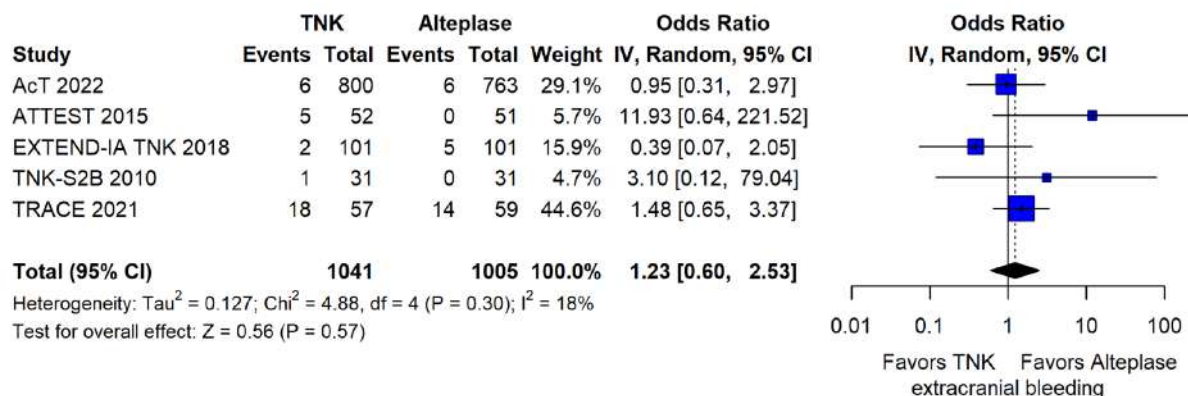 TNK Alteplase Odds Ratio Odds Ratio
Study Events Total Events Total Weight IV, Random, 95% CI IV, Random, 95% CI
AcT 2022 6 800 6 763 29.1% 0.95 [0.31, 2.97]
ATTEST 2015 5 52 0 51 5.7% 11.93 [0.64, 221.52]
EXTEND-IA TNK 2018 2 101 5 101 15.9% 0.39 [0.07, 2.05]
TNK-S2B 2010 1 31 0 31 4.7% 3.10 [0.12, 79.04]
TRACE 2021 18 57 14 59 44.6% 1.48 [0.65, 3.37]
Total (95% CI) 1041 1005 100.0% 1.23 [0.60, 2.53]
Heterogeneity: Tau² = 0.127; Chi² = 4.88, df = 4 (P = 0.30); I² = 18%
Test for overall effect: Z = 0.56 (P = 0.57)
0.01 0.1 1 10 100
Favors TNK Favors Alteplase
extracranial bleeding